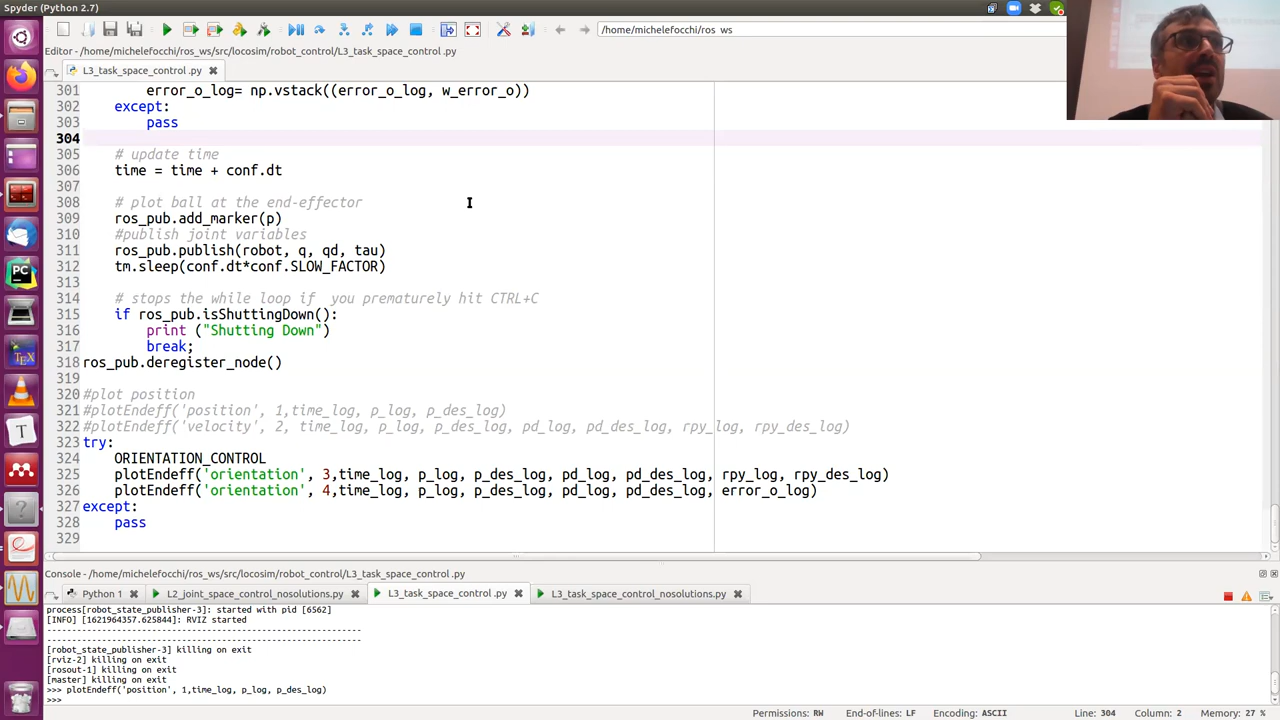 Spyder (Python 2.7)
/home/michelefocchi/ros_ws
Editor - /home/michelefocchi/ros_ws/src/locosim/robot_control/L3_task_space_control .py
L3_task_space_control .py
301 error_o_log= np.vstack((error_o_log, w_error_o))
302 except:
303 pass
304
305 # update time
306 time = time + conf.dt
307
308 # plot ball at the end-effector
309 ros_pub.add_marker(p)
310 #publish joint variables
311 ros_pub.publish(robot, q, qd, tau)
312 tm.sleep(conf.dt*conf.SLOW_FACTOR)
313
314 # stops the while loop if  you prematurely hit CTRL+C
315 if ros_pub.isShuttingDown():
316 print ("Shutting Down")
317 break;
318 ros_pub.deregister_node()
319
320 #plot position
321 #plotEndeff('position', 1,time_log, p_log, p_des_log)
322 #plotEndeff('velocity', 2, time_log, p_log, p_des_log, pd_log, pd_des_log, rpy_log, rpy_des_log)
323 try:
324 ORIENTATION_CONTROL
325 plotEndeff('orientation', 3,time_log, p_log, p_des_log, pd_log, pd_des_log, rpy_log, rpy_des_log)
326 plotEndeff('orientation', 4,time_log, p_log, p_des_log, pd_log, pd_des_log, error_o_log)
327 except:
328 pass
329
Console - /home/michelefocchi/ros_ws/src/locosim/robot_control/L3_task_space_control .py
Python 1 L2_joint_space_control_nosolutions.py L3_task_space_control .py L3_task_space_control_nosolutions.py
process[robot_state_publisher-3]: started with pid [6562]
[INFO] [1621964357.625844]: RVIZ started
---------------------------------------------------------------
---------------------------------------------------------------
[robot_state_publisher-3] killing on exit
[rviz-2] killing on exit
[rosout-1] killing on exit
[master] killing on exit
>>> plotEndeff('position', 1,time_log, p_log, p_des_log)
>>>
Permissions: RW End-of-lines: LF Encoding: ASCII Line: 304 Column: 2 Memory: 27 %
PC
TEX
T